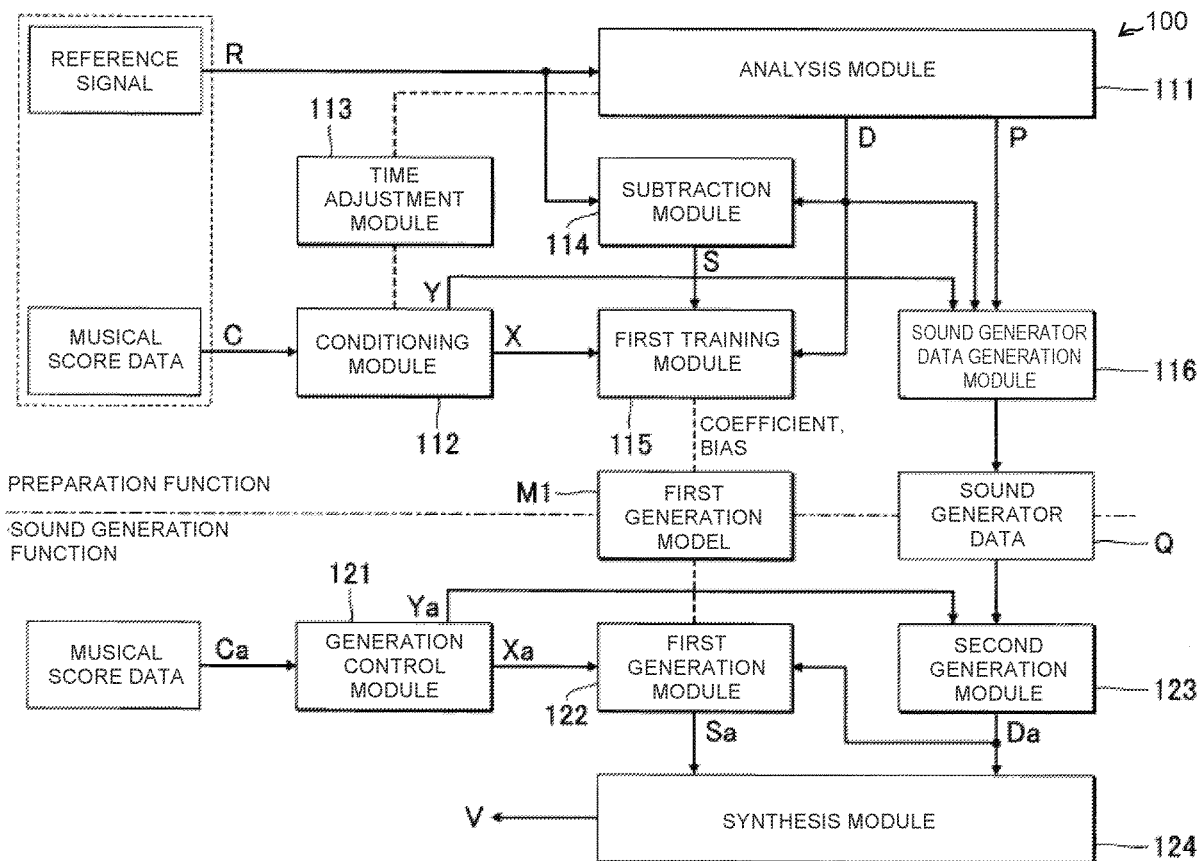 100
REFERENCE
SIGNAL
R
ANALYSIS MODULE
111
113
D
P
TIME
ADJUSTMENT
MODULE
SUBTRACTION
MODULE
114
S
Y
MUSICAL
SCORE DATA
C
CONDITIONING
MODULE
X
FIRST TRAINING
MODULE
SOUND GENERATOR
DATA GENERATION
MODULE
116
112
115
COEFFICIENT,
BIAS
PREPARATION FUNCTION
M1
FIRST
GENERATION
MODEL
SOUND
GENERATOR
DATA
Q
SOUND GENERATION
FUNCTION
121
Ya
MUSICAL
SCORE DATA
Ca
GENERATION
CONTROL
MODULE
Xa
FIRST
GENERATION
MODULE
122
SECOND
GENERATION
MODULE
123
Sa
Da
V
SYNTHESIS MODULE
124